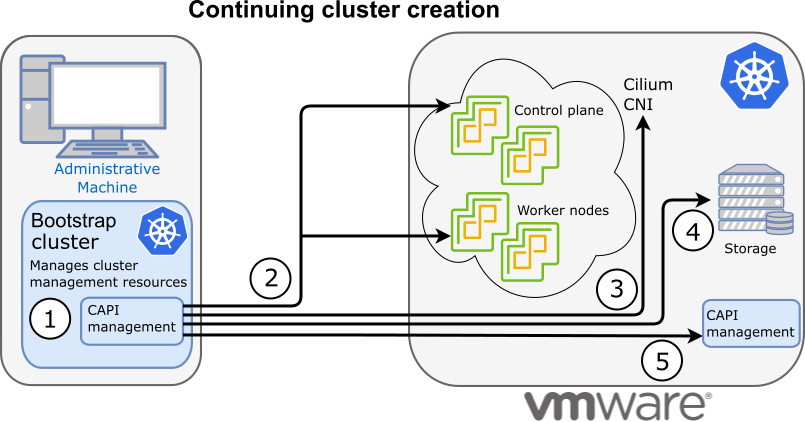 Continuing cluster creation
Administrative
Machine
Bootstrap
cluster
Manages cluster
management resources
1
CAPI
management
2
Control plane
Worker nodes
Cilium
CNI
3
4
Storage
CAPI
management
5
vmware®